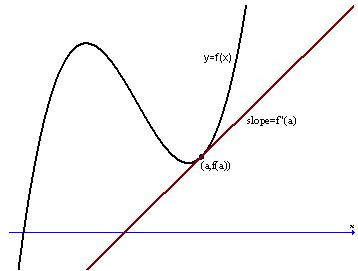 y=f(x)
slope=f'(a)
(a,f(a))
x